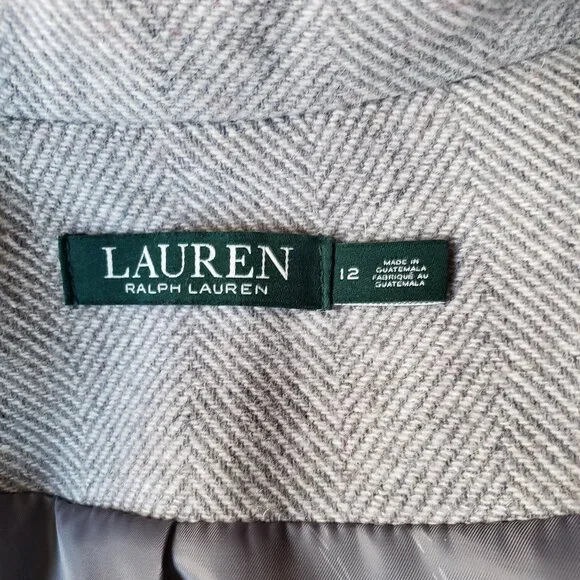 LAUREN
RALPH LAUREN
12
MADE IN
GUATEMALA
FABRIQUÉ AU
GUATEMALA